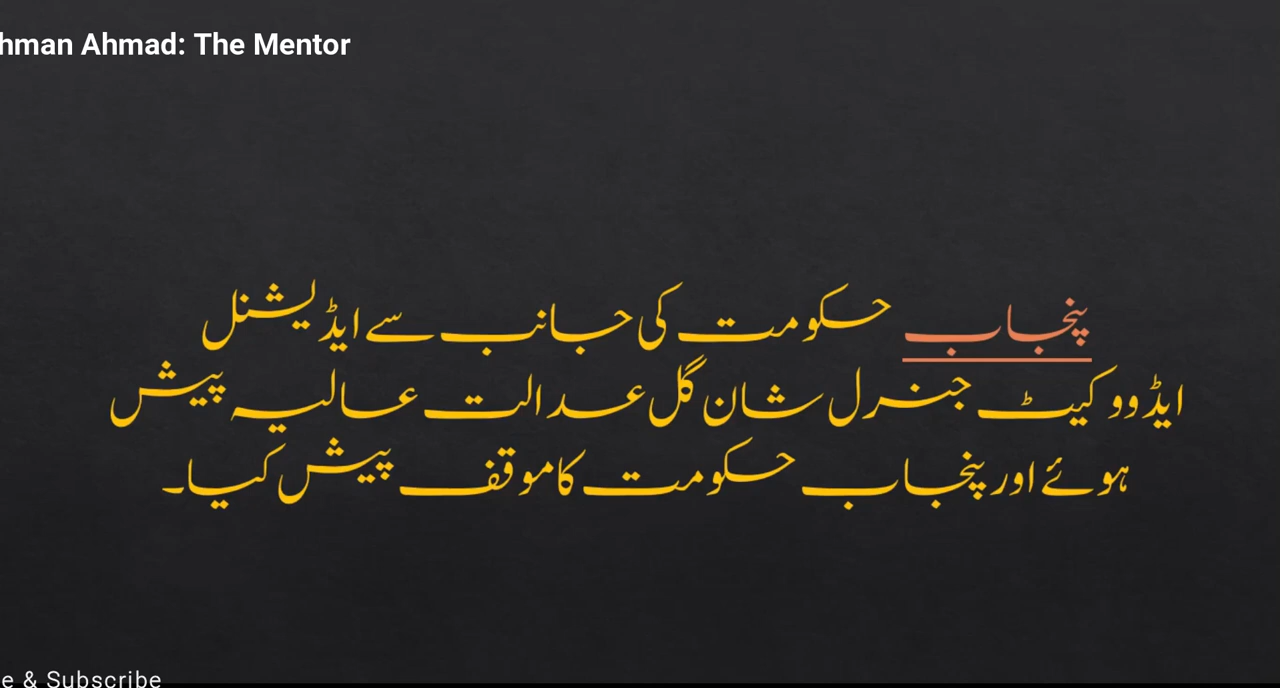 hman Ahmad: The Mentor
پنجاب حکومت کی جانب سے ایڈیشنل
ایڈووکیٹ جنرل شان گل عدالت عالیہ پیش
ہوئے اور پنجاب حکومت کا موقف پیش کیا۔
e & Subscribe